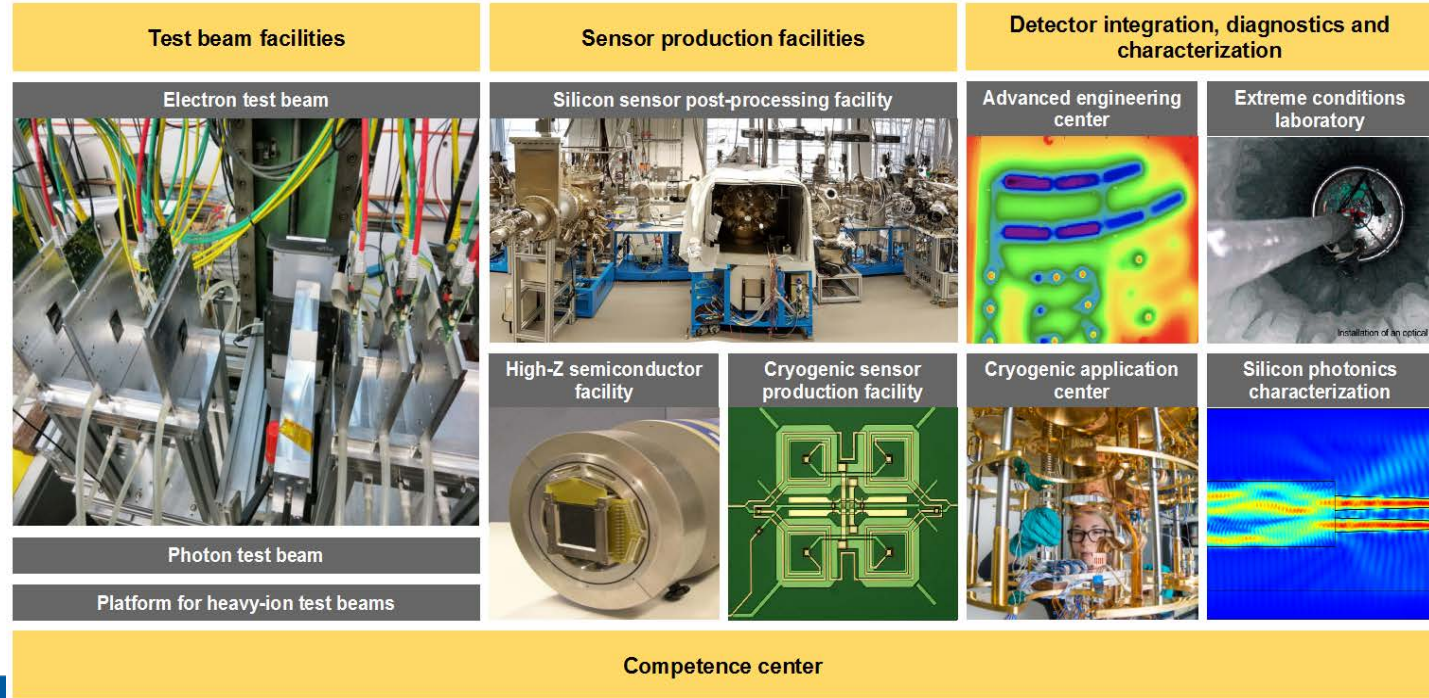 Test beam facilities
Electron test beam
Photon test beam
Platform for heavy-ion test beams
Sensor production facilities
Silicon sensor post-processing facility
High-Z semiconductor
facility
Cryogenic sensor
production facility
Detector integration, diagnostics and
characterization
Advanced engineering
center
Extreme conditions
laboratory
Installation of an optical
Cryogenic application
center
Silicon photonics
characterization
Competence center